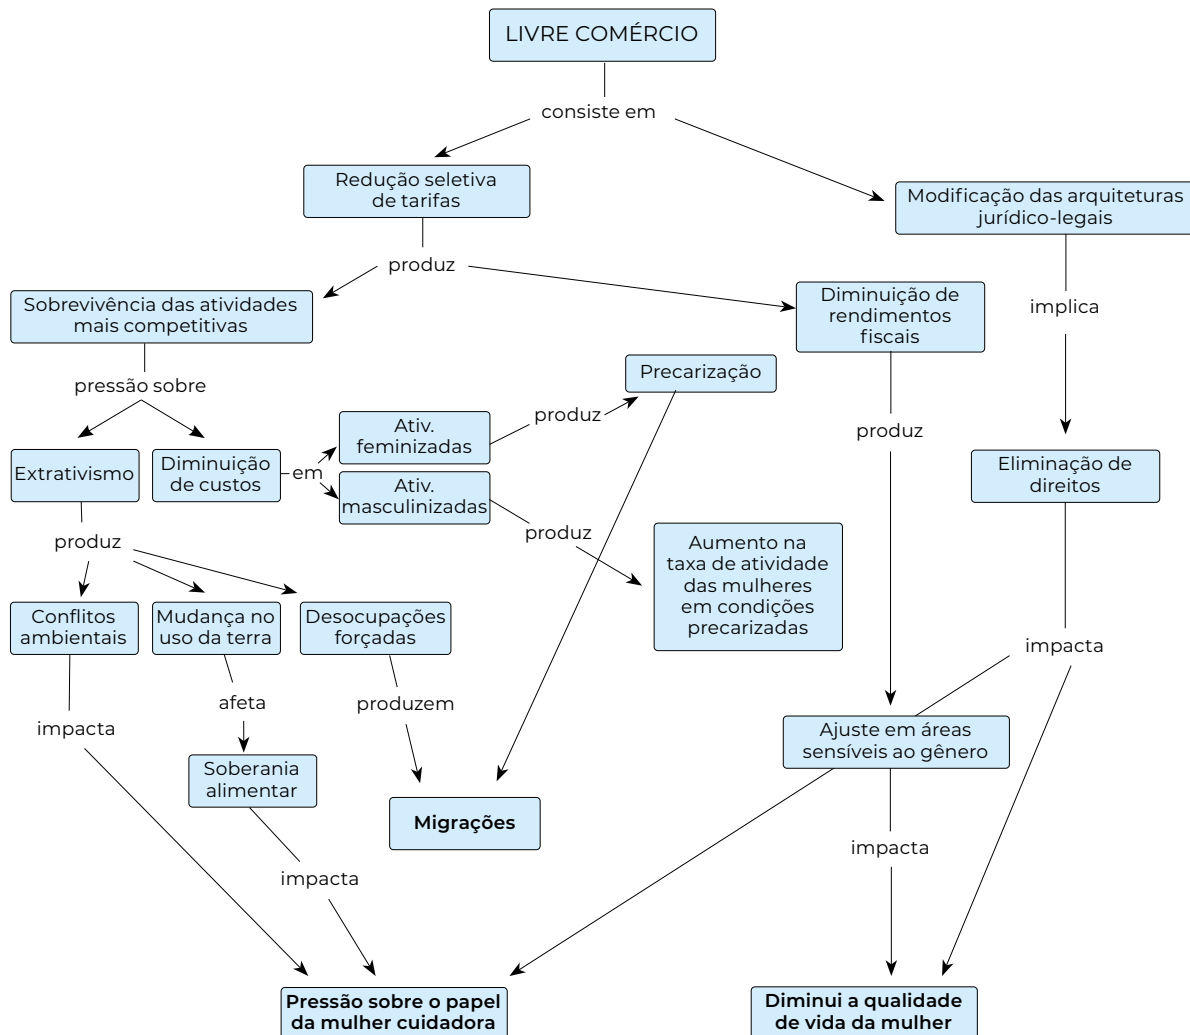 LIVRE COMÉRCIO
consiste em
Redução seletiva
de tarifas
Modificação das arquiteturas
jurídico-legais
produz
Sobrevivência das atividades
mais competitivas
Diminuição de
rendimentos
fiscais
implica
pressão sobre
Precarização
produz
Ativ.
feminizadas
produz
Extrativismo
Diminuição
de custos
em
Ativ.
masculinizadas
Eliminação de
direitos
produz
produz
Aumento na
taxa de atividade
das mulheres
em condições
precarizadas
Conflitos
ambientais
Mudança no
uso da terra
Desocupações
forçadas
impacta
afeta
produzem
impacta
Ajuste em áreas
sensíveis ao gênero
Soberania
alimentar
Migrações
impacta
impacta
Pressão sobre o papel
da mulher cuidadora
Diminui a qualidade
de vida da mulher